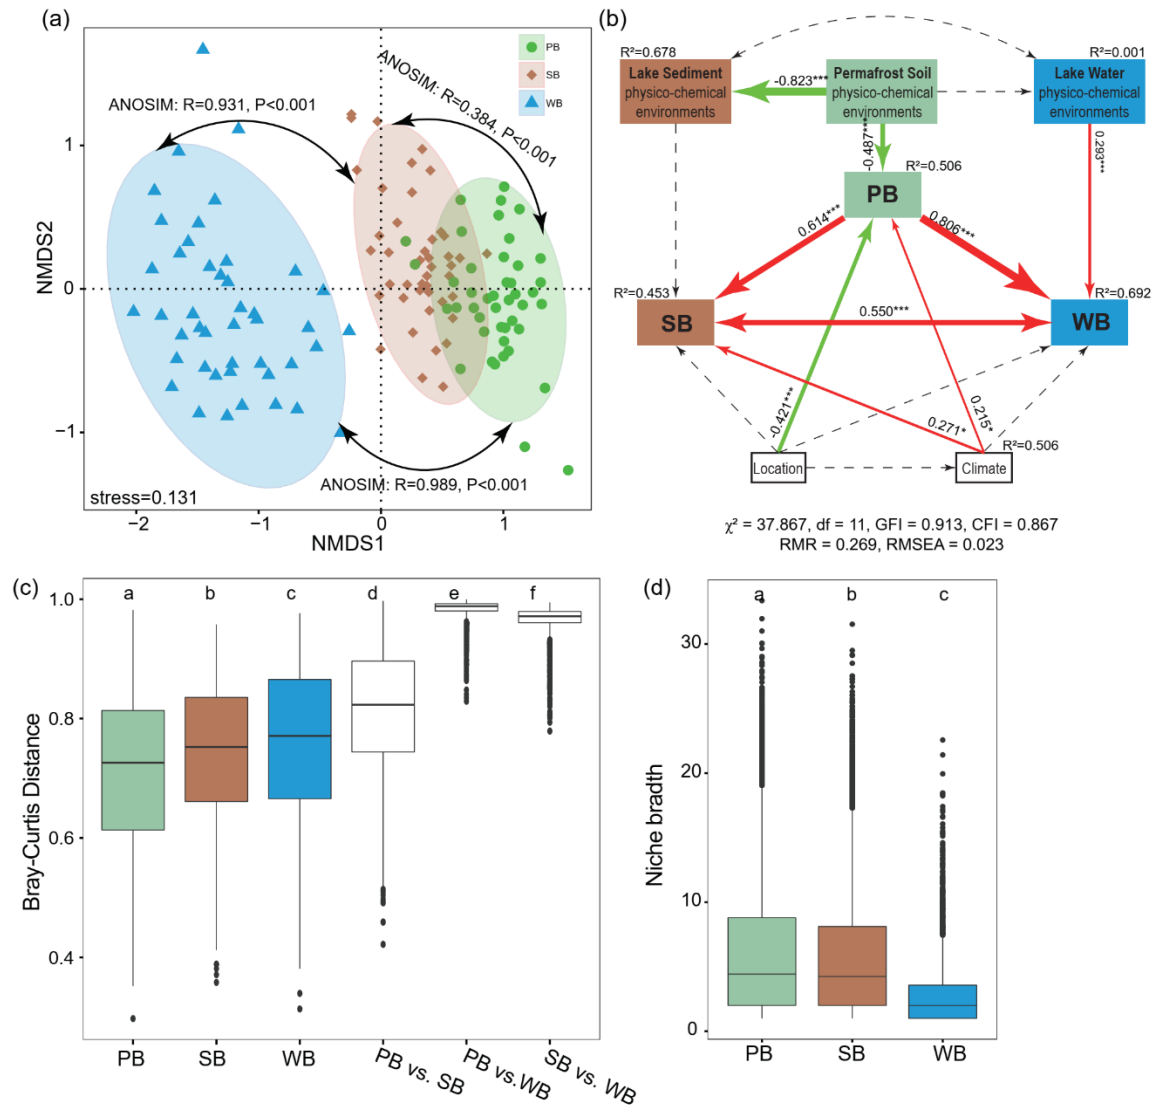 (a)
PB
SB
WB
ANOSIM: R=0.931, P<0.001
ANOSIM: R=0.384, P<0.001
ANOSIM: R=0.989, P<0.001
stress=0.131
1
0
−1
NMDS2
−2
−1
0
1
NMDS1
(b)
R²=0.678
R²=0.001
Lake Sediment
physico-chemical
environments
Permafrost Soil
physico-chemical
environments
Lake Water
physico-chemical
environments
-0.823***
-0.487***
0.293***
R²=0.506
PB
0.614***
0.806***
R²=0.453
R²=0.692
SB
0.550***
WB
-0.421***
0.271*
0.215*
R²=0.506
Location
Climate
χ² = 37.867, df = 11, GFI = 0.913, CFI = 0.867
RMR = 0.269, RMSEA = 0.023
(c)
a
b
c
d
e
f
1.0
0.8
0.6
0.4
Bray-Curtis Distance
PB
SB
WB
PB vs. SB
PB vs.WB
SB vs. WB
(d)
a
b
c
30
20
10
0
Niche bradth
PB
SB
WB